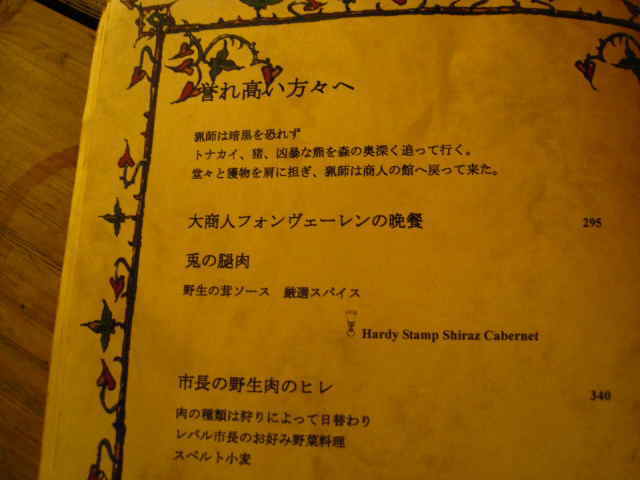 誉れ高い方々へ
猟師は暗黒を恐れず
トナカイ、猪、凶暴な熊を森の奥深く追って行く。
堂々と獲物を肩に担ぎ、猟師は商人の館へ戻って来た。
大商人フォンヴェーレンの晩餐 295
兎の腿肉
野生の茸ソース 厳選スパイス
Hardy Stamp Shiraz Cabernet
市長の野生肉のヒレ 340
肉の種類は狩りによって日替わり
レパル市長のお好み野菜料理
スペルト小麦